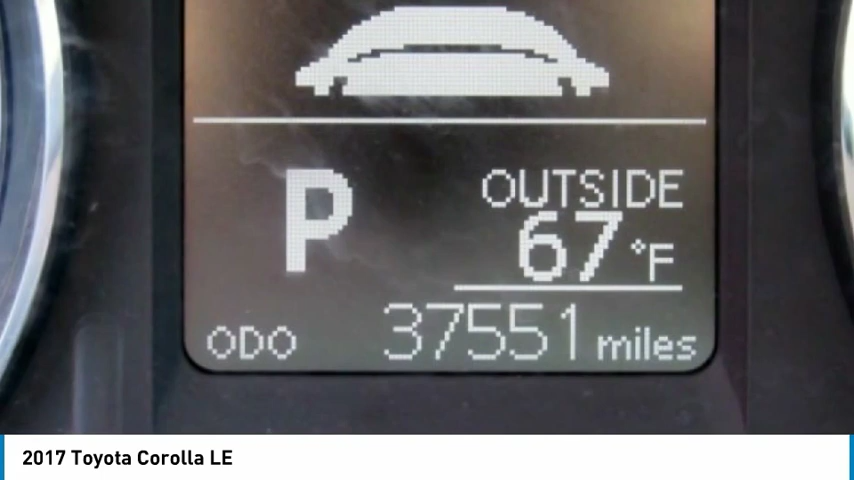 P
OUTSIDE
67 °F
ODO 37551 miles
2017 Toyota Corolla LE